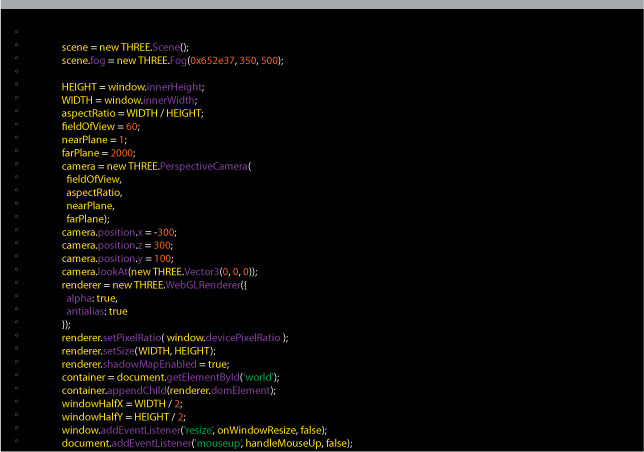 scene = new THREE.Scene();
scene.fog = new THREE.Fog(0x652e37, 350, 500);
HEIGHT = window.innerHeight;
WIDTH = window.innerWidth;
aspectRatio = WIDTH / HEIGHT;
fieldOfView = 60;
nearPlane = 1;
farPlane = 2000;
camera = new THREE.PerspectiveCamera(
fieldOfView,
aspectRatio,
nearPlane,
farPlane);
camera.position.x = -300;
camera.position.z = 300;
camera.position.y = 100;
camera.lookAt(new THREE.Vector3(0, 0, 0));
renderer = new THREE.WebGLRenderer({
alpha: true,
antialias: true
});
renderer.setPixelRatio( window.devicePixelRatio );
renderer.setSize(WIDTH, HEIGHT);
renderer.shadowMapEnabled = true;
container = document.getElementById('world');
container.appendChild(renderer.domElement);
windowHalfX = WIDTH / 2;
windowHalfY = HEIGHT / 2;
window.addEventListener('resize', onWindowResize, false);
document.addEventListener('mouseup', handleMouseUp, false);